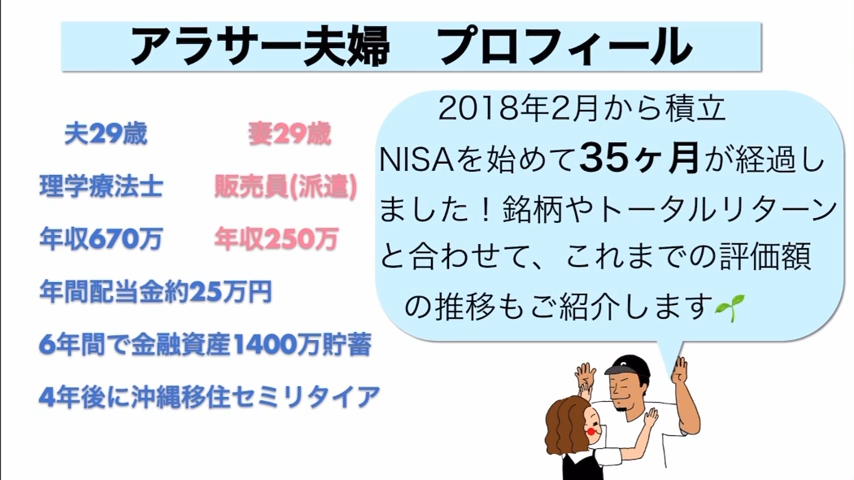 アラサー夫婦　プロフィール
夫29歳
妻29歳
理学療法士
販売員(派遣)
年収670万
年収250万
年間配当金約25万円
6年間で金融資産1400万貯蓄
4年後に沖縄移住セミリタイア
2018年2月から積立
NISAを始めて35ヶ月が経過し
ました！銘柄やトータルリターン
と合わせて、これまでの評価額
の推移もご紹介します🌱